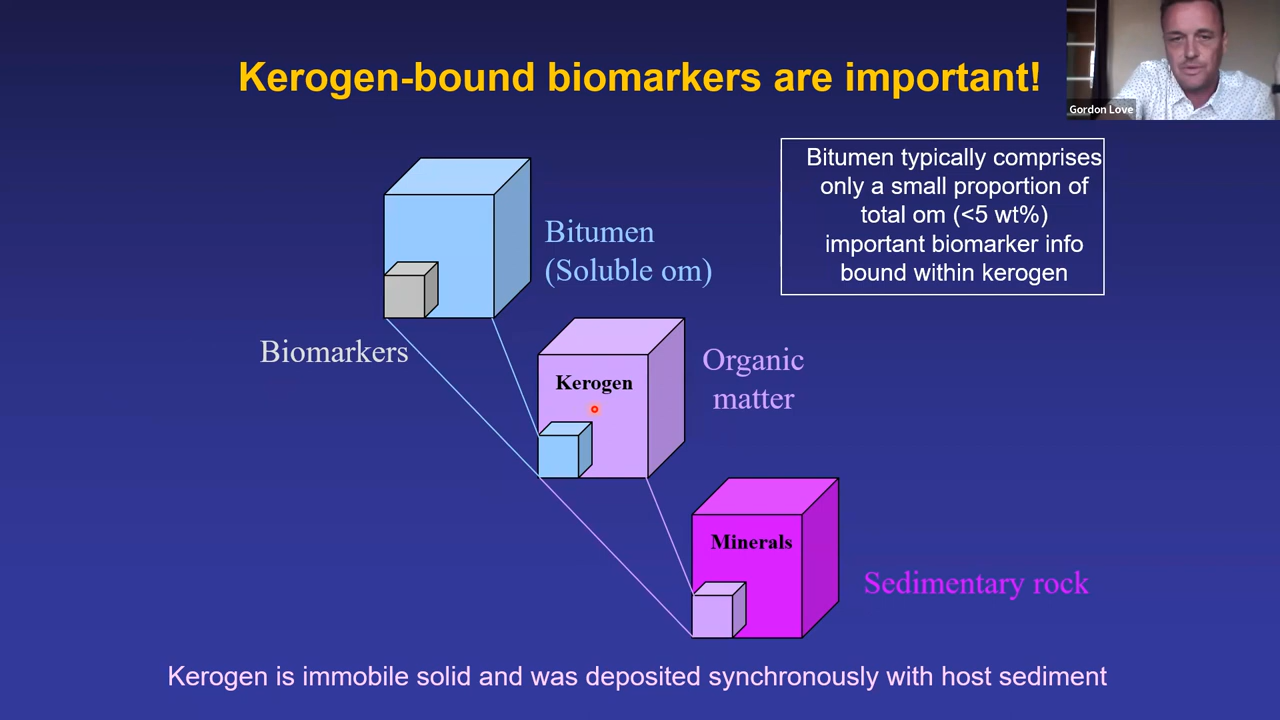 Kerogen-bound biomarkers are important!
Gordon Love
Bitumen typically comprises
only a small proportion of
total om (<5 wt%)
important biomarker info
bound within kerogen
Bitumen
(Soluble om)
Biomarkers
Kerogen
Organic
matter
Minerals
Sedimentary rock
Kerogen is immobile solid and was deposited synchronously with host sediment